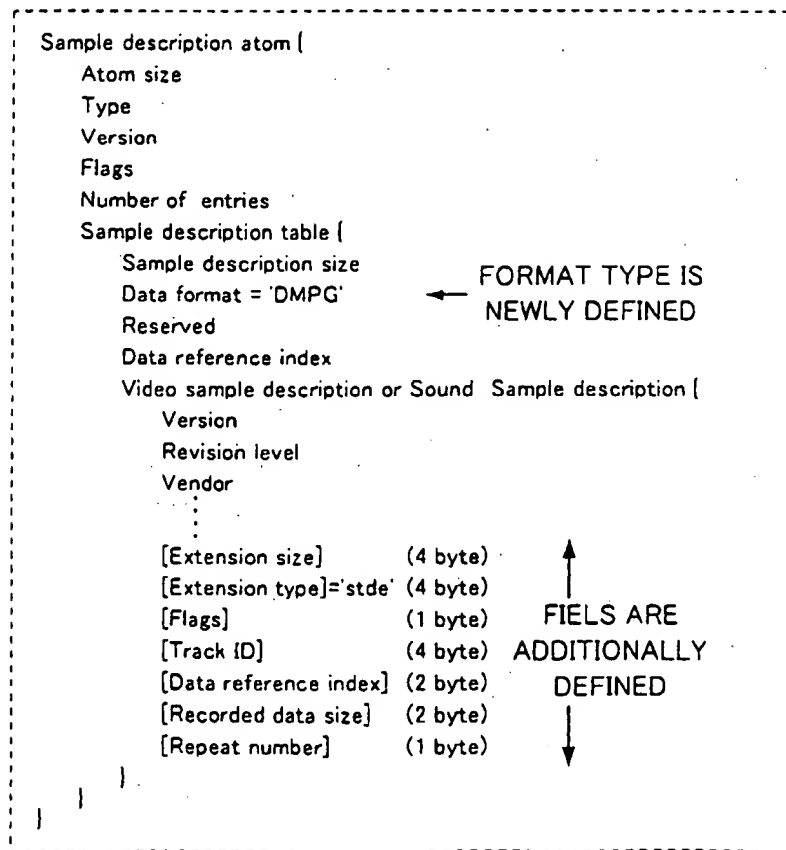 Sample description atom {
Atom size
Type
Version
Flags
Number of entries
Sample description table {
Sample description size
Data format = 'DMPG'
FORMAT TYPE IS
NEWLY DEFINED
Reserved
Data reference index
Video sample description or Sound Sample description {
Version
Revision level
Vendor
[Extension size] (4 byte)
[Extension type]='stde' (4 byte)
[Flags] (1 byte)
[Track ID] (4 byte)
[Data reference index] (2 byte)
[Recorded data size] (2 byte)
[Repeat number] (1 byte)
FIELS ARE
ADDITIONALLY
DEFINED
}
}
}